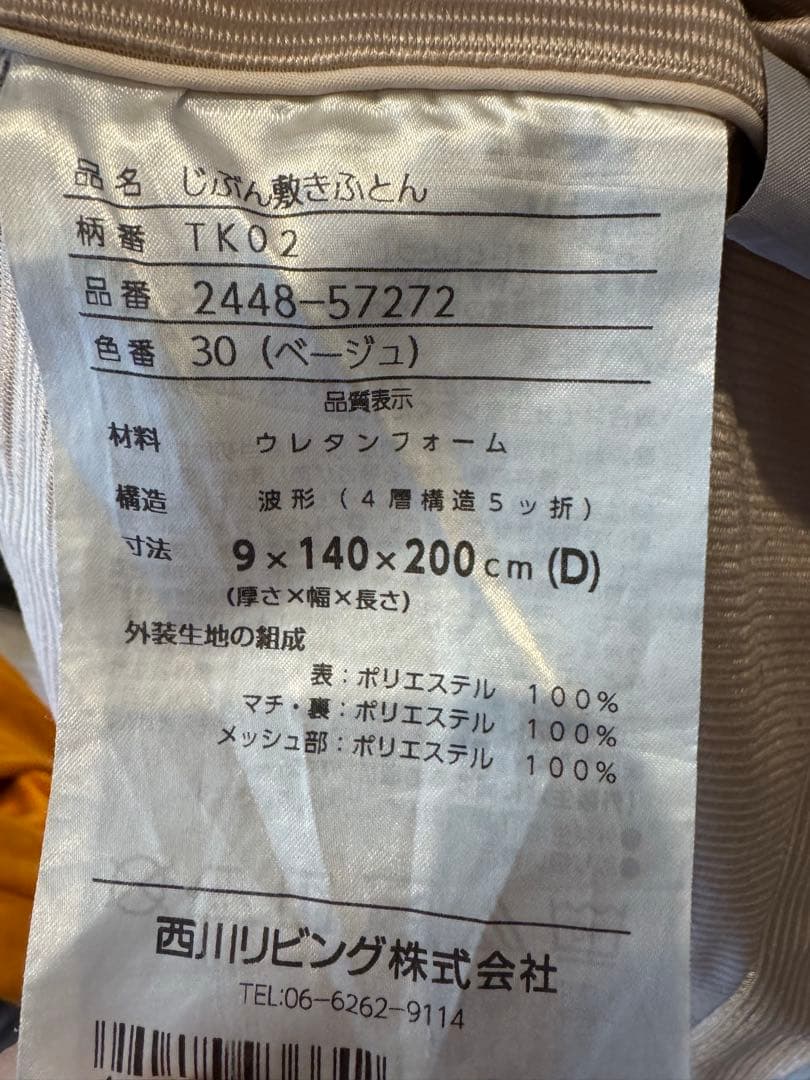 品名 じぶん敷きふとん
柄番 TK02
品番 2448-57272
色番 30 (ベージュ)
品質表示
材料 ウレタンフォーム
構造 波形(4層構造5ッ折)
寸法 9×140×200cm (D)
(厚さ×幅×長さ)
外装生地の組成
表:ポリエステル 100%
マチ・裏:ポリエステル 100%
メッシュ部:ポリエステル 100%
西川リビング株式会社
TEL:06-6262-9114